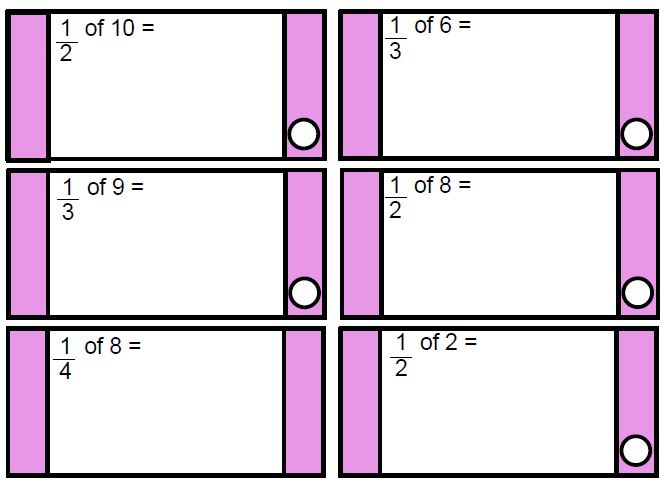 1/2 of 10 =
1/3 of 6 =
1/3 of 9 =
1/2 of 8 =
1/4 of 8 =
1/2 of 2 =